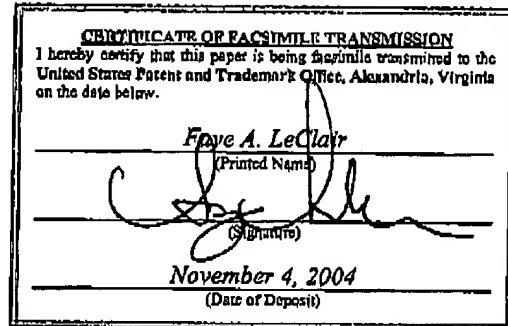 CERTIFICATE OF FACSIMILE TRANSMISSION
I hereby certify that this paper is being facsimile transmitted to the
United States Patent and Trademark Office, Alexandria, Virginia
on the date below.
Faye A. LeClair
(Printed Name)
(Signature)
November 4, 2004
(Date of Deposit)